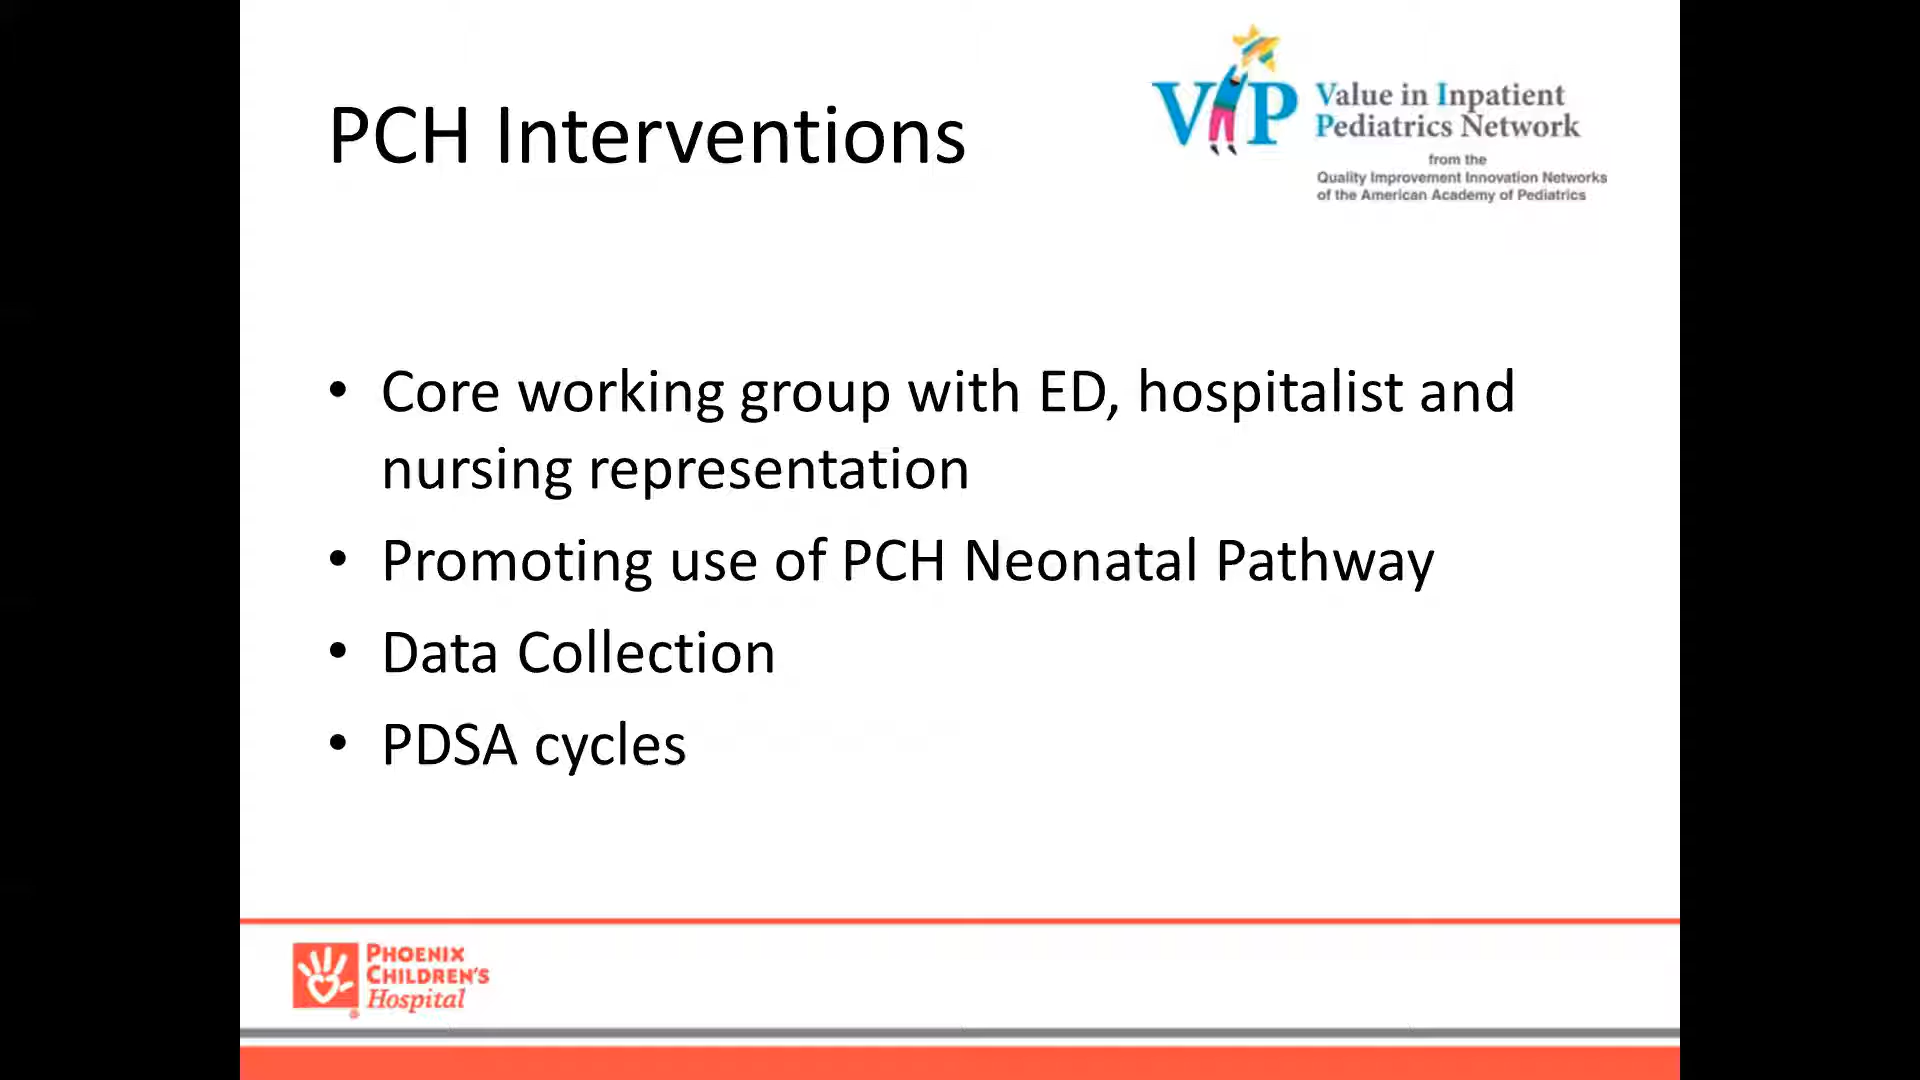 PCH Interventions
VIP
Value in Inpatient
Pediatrics Network
from the
Quality Improvement Innovation Networks
of the American Academy of Pediatrics
• Core working group with ED, hospitalist and
nursing representation
• Promoting use of PCH Neonatal Pathway
• Data Collection
• PDSA cycles
PHOENIX
CHILDREN'S
Hospital
®